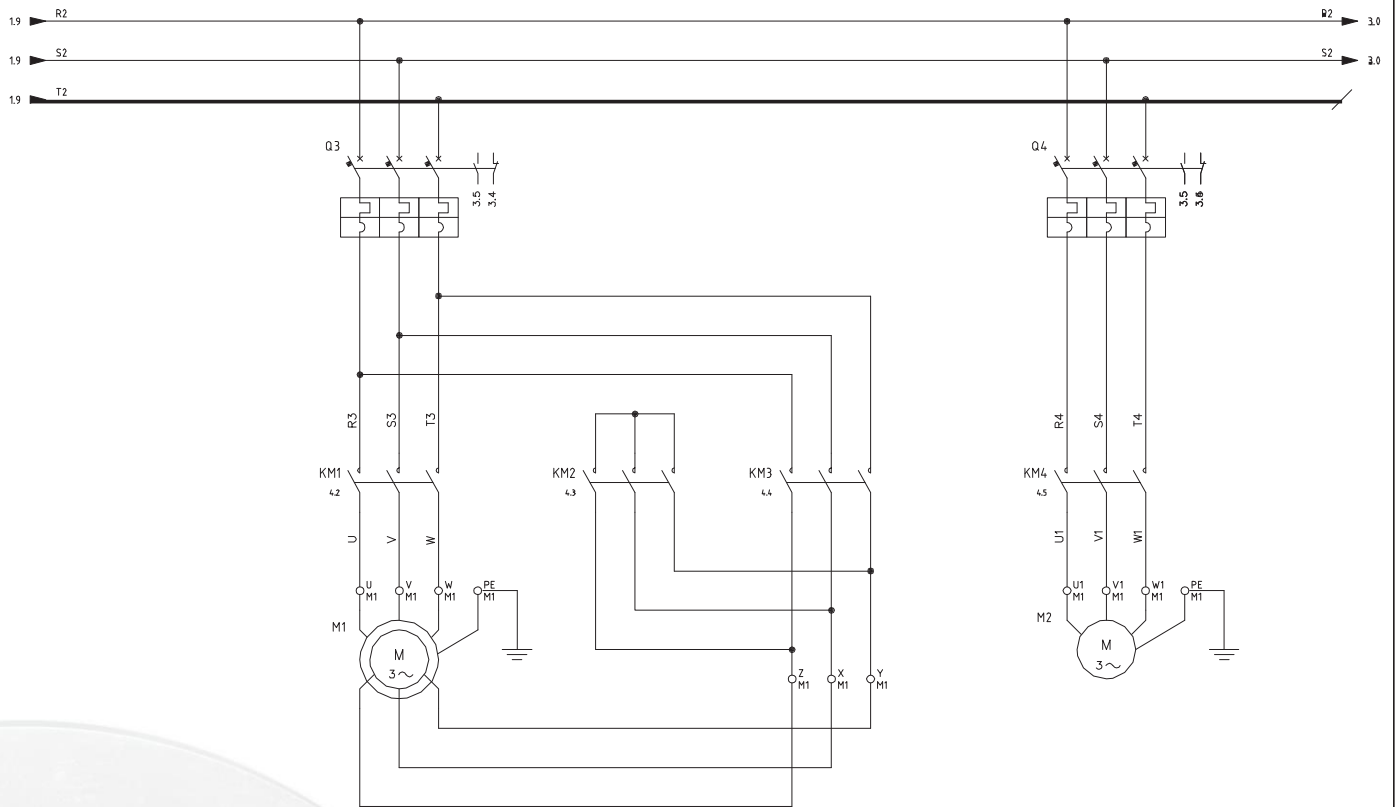 1.9 R2 R2 3.0
1.9 S2 S2 3.0
1.9 T2
Q3 Q4
3.5 3.4 3.5 3.6
R3 S3 T3 R4 S4 T4
KM1 KM2 KM3 KM4
4.2 4.3 4.4 4.5
U V W U1 V1 W1
U V W PE U1 V1 W1 PE
M1 M1 M1 M1 M1 M1 M1 M1
M1 M2
M M
3~ 3~
Z X Y
M1 M1 M1